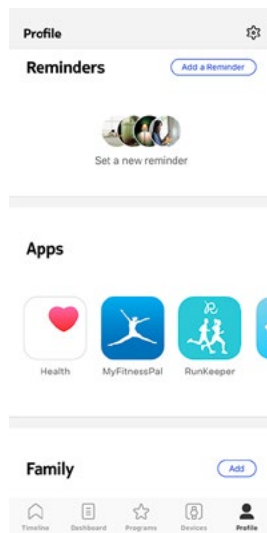 Profile
Reminders
Add a Reminder
Set a new reminder
Apps
Health
MyFitnessPal
RunKeeper
Family
Add
Timeline
Dashboard
Programs
Devices
Profile